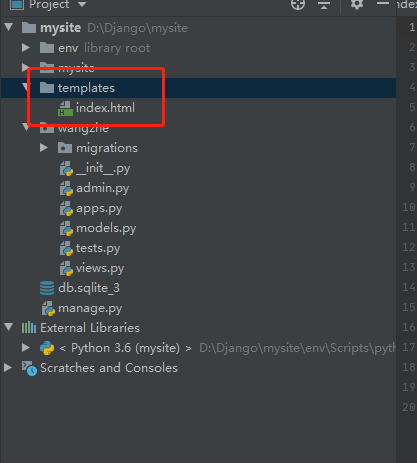 Project
mysite D:\Django\mysite
env library root
mysite
templates
index.html
wangzhe
migrations
__init__.py
admin.py
apps.py
models.py
tests.py
views.py
db.sqlite_3
manage.py
External Libraries
< Python 3.6 (mysite) > D:\Django\mysite\env\Scripts\pyth
Scratches and Consoles
ndex
1
2
3
4
5
6
7
8
9
10
11
12
13
14
15
16
17
18
19
20